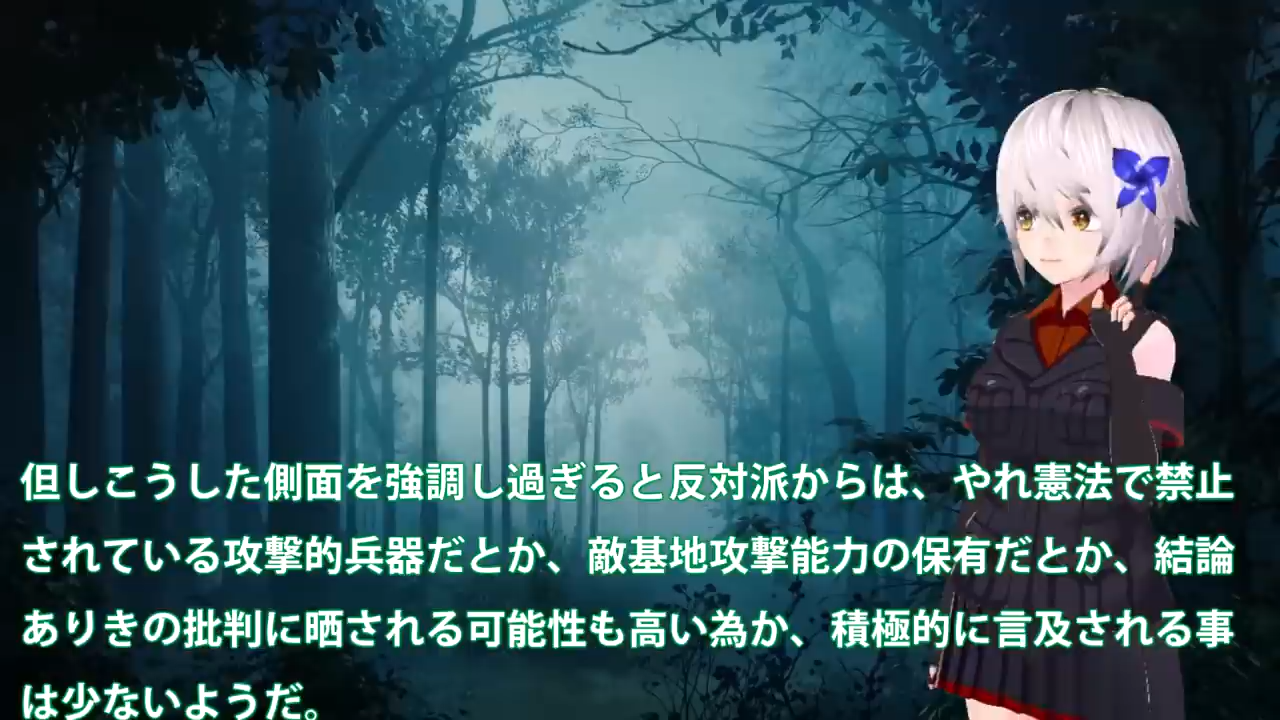 但しこうした側面を強調し過ぎると反対派からは、やれ憲法で禁止
されている攻撃的兵器だとか、敵基地攻撃能力の保有だとか、結論
ありきの批判に晒される可能性も高い為か、積極的に言及される事
は少ないようだ。